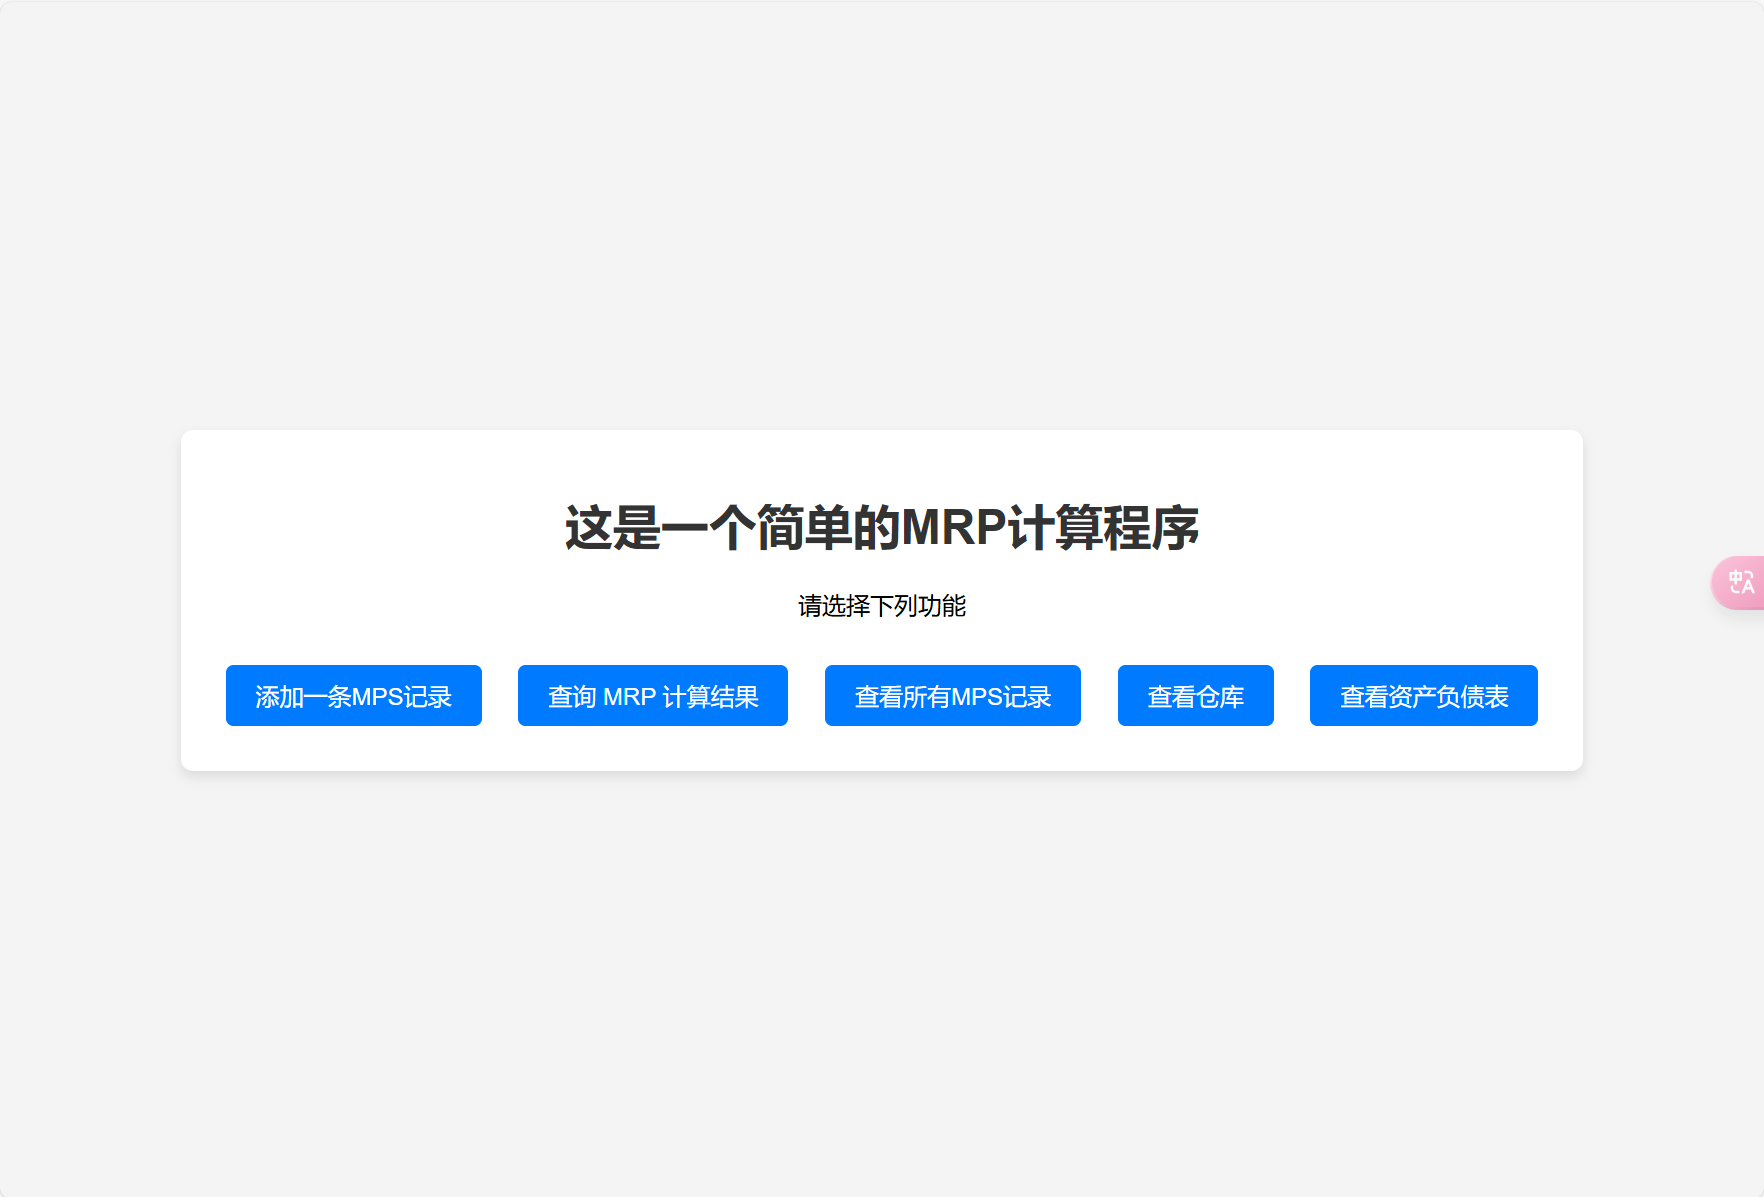 这是一个简单的MRP计算程序
请选择下列功能
添加一条MPS记录
查询 MRP 计算结果
查看所有MPS记录
查看仓库
查看资产负债表
中A